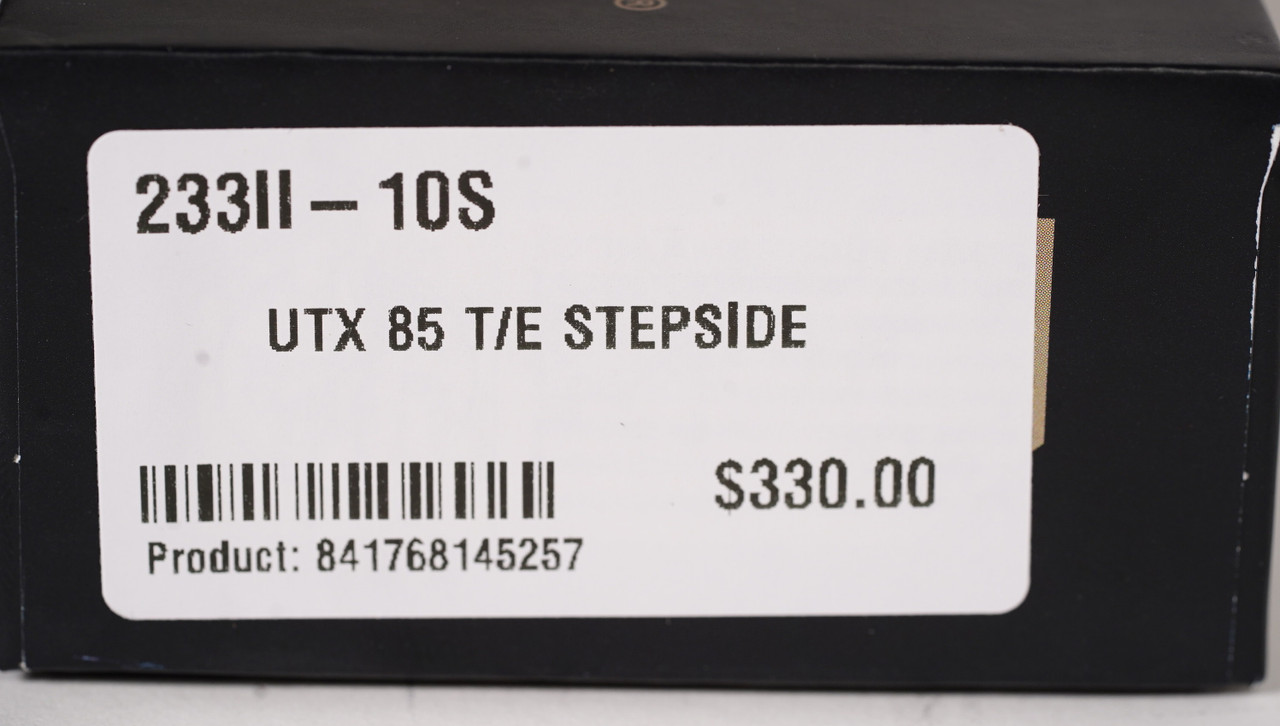 233II – 10S
UTX 85 T/E STEPSIDE
$330.00
Product: 841768145257